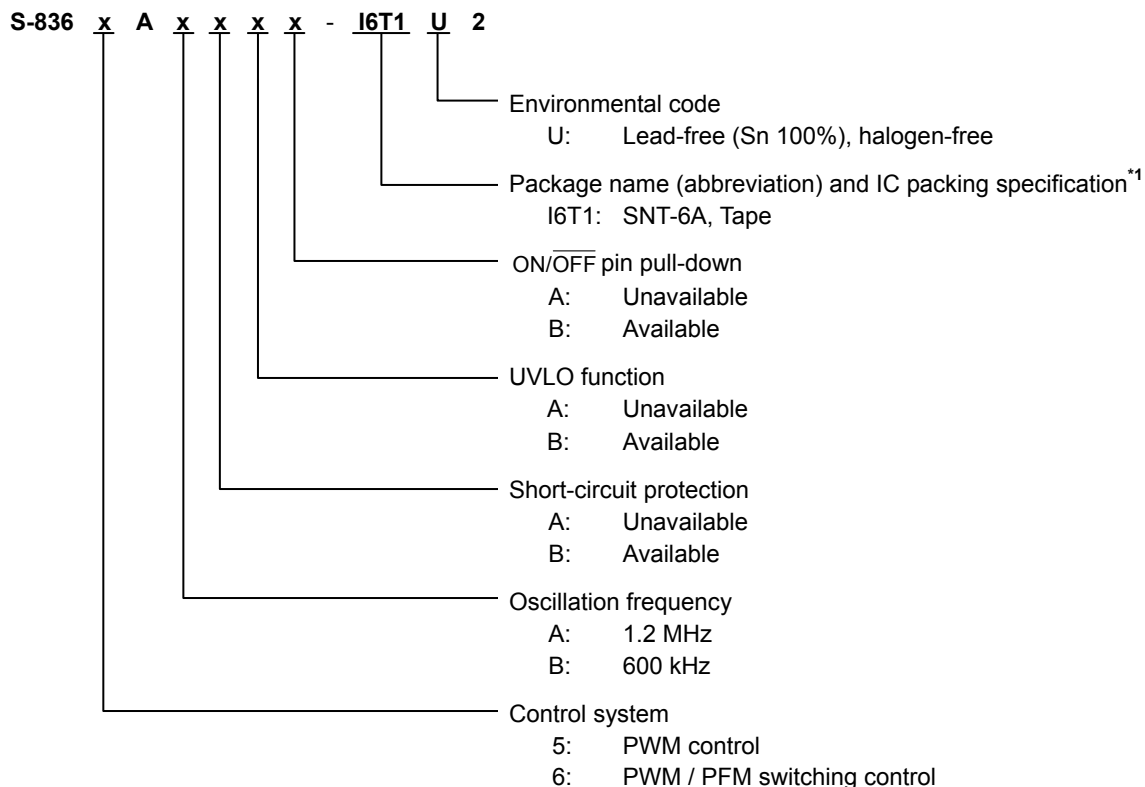 S-836 x A x x x x - I6T1 U 2
Environmental code
U: Lead-free (Sn 100%), halogen-free
Package name (abbreviation) and IC packing specification*1
I6T1: SNT-6A, Tape
ON/OFF pin pull-down
A: Unavailable
B: Available
UVLO function
A: Unavailable
B: Available
Short-circuit protection
A: Unavailable
B: Available
Oscillation frequency
A: 1.2 MHz
B: 600 kHz
Control system
5: PWM control
6: PWM / PFM switching control